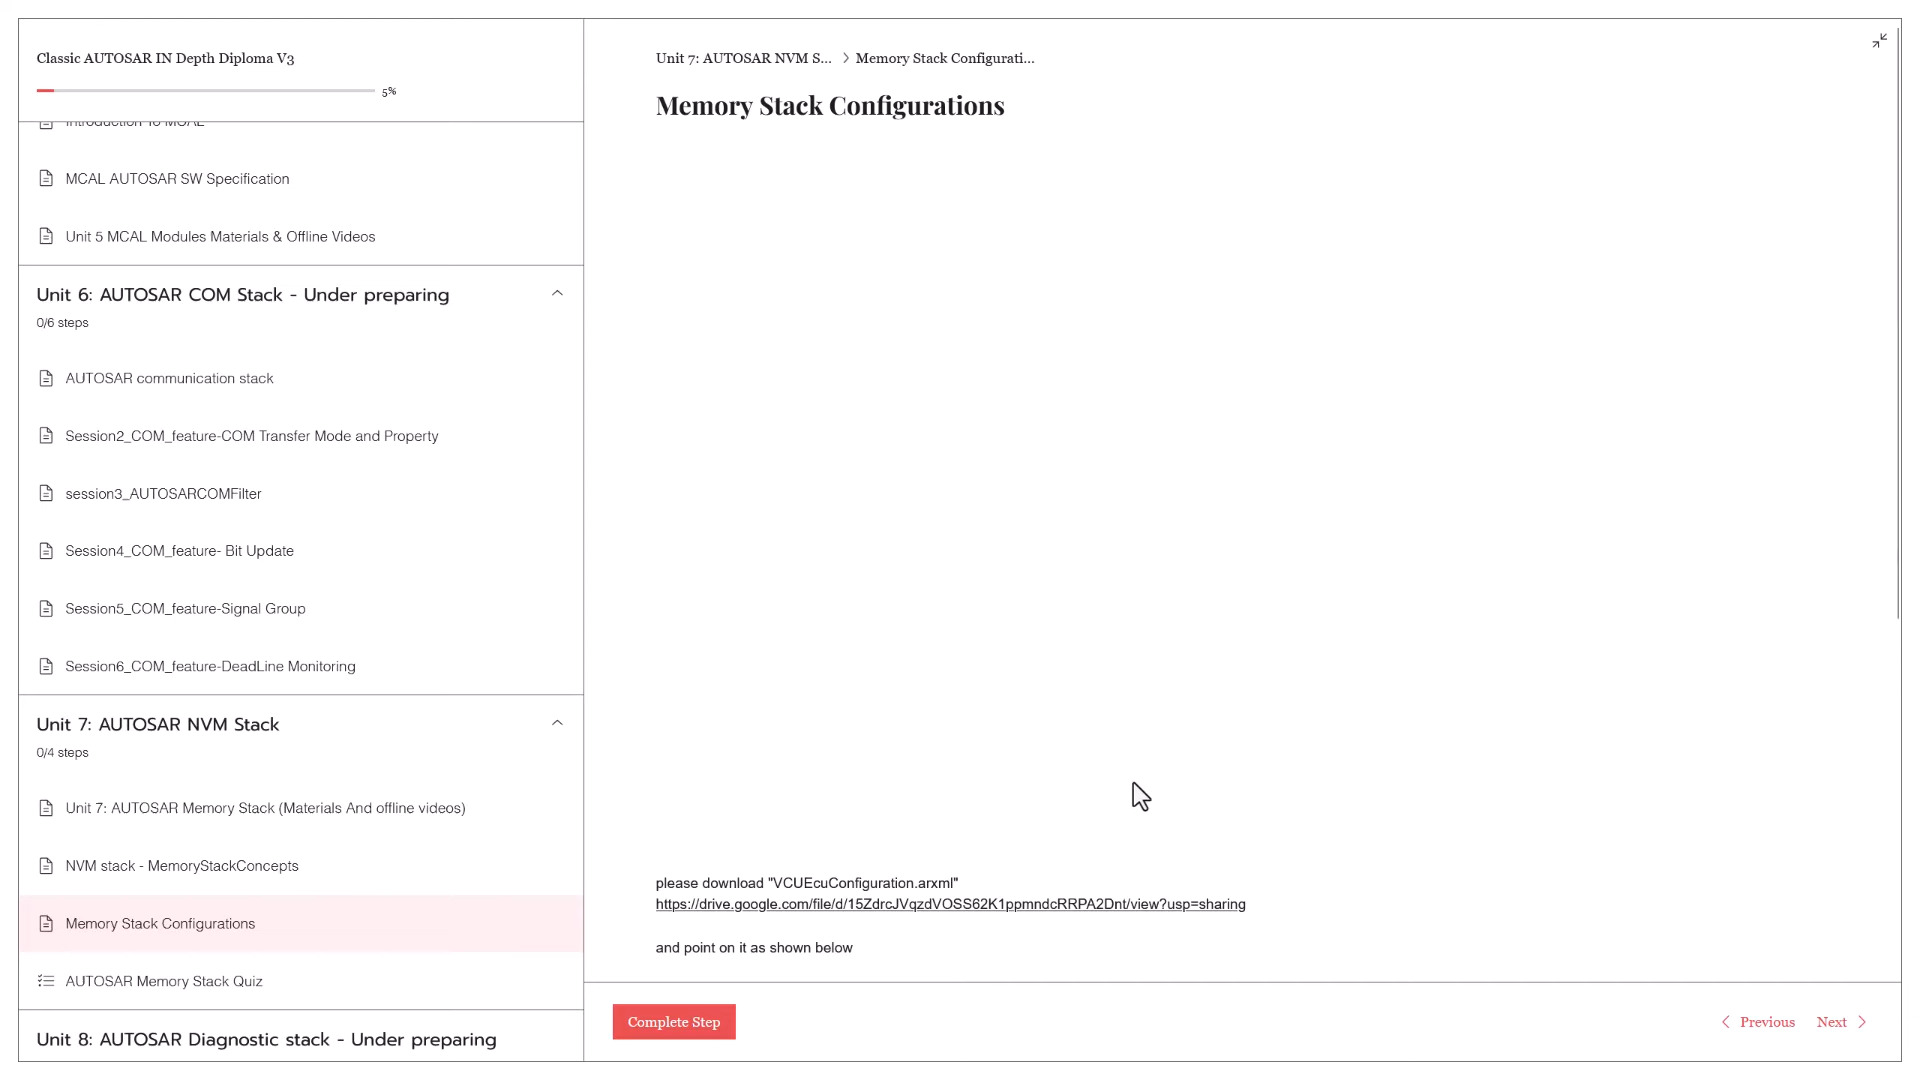 Classic AUTOSAR IN Depth Diploma V3
5%
Introduction To MCAL
MCAL AUTOSAR SW Specification
Unit 5 MCAL Modules Materials & Offline Videos
Unit 6: AUTOSAR COM Stack - Under preparing
0/6 steps
AUTOSAR communication stack
Session2_COM_feature-COM Transfer Mode and Property
session3_AUTOSARCOMFilter
Session4_COM_feature- Bit Update
Session5_COM_feature-Signal Group
Session6_COM_feature-DeadLine Monitoring
Unit 7: AUTOSAR NVM Stack
0/4 steps
Unit 7: AUTOSAR Memory Stack (Materials And offline videos)
NVM stack - MemoryStackConcepts
Memory Stack Configurations
AUTOSAR Memory Stack Quiz
Unit 8: AUTOSAR Diagnostic stack - Under preparing
Unit 7: AUTOSAR NVM S... > Memory Stack Configurati...
Memory Stack Configurations
please download "VCUEcuConfiguration.arxml"
https://drive.google.com/file/d/15ZdrcJVqzdVOSS62K1ppmndcRRPA2Dnt/view?usp=sharing
and point on it as shown below
Complete Step
Previous
Next